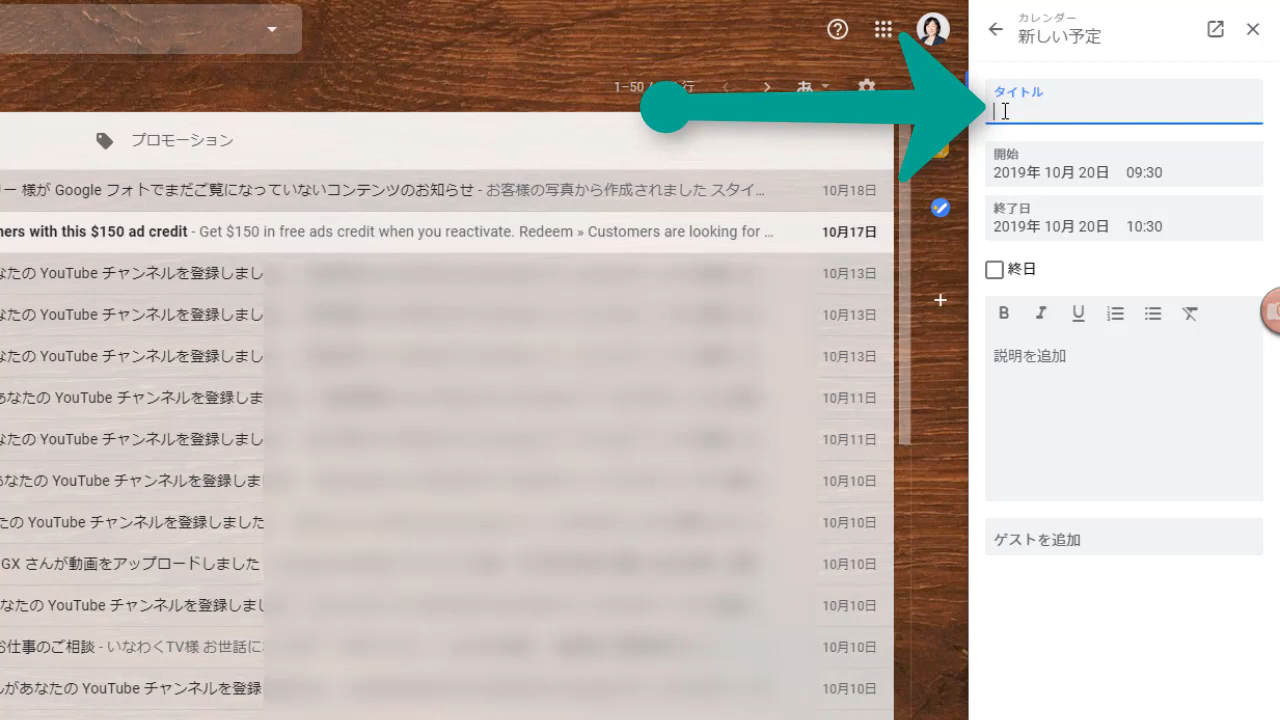 カレンダー
新しい予定
1–50 / 行
あ
タイトル
プロモーション
開始
2019年 10月 20日 09:30
ー 様が Google フォトでまだご覧になっていないコンテンツのお知らせ - お客様の写真から作成されました スタイ... 10月18日
終了日
2019年 10月 20日 10:30
ners with this $150 ad credit - Get $150 in free ads credit when you reactivate. Redeem » Customers are looking for ... 10月17日
終日
なたの YouTube チャンネルを登録しまし 10月13日
B I U
なたの YouTube チャンネルを登録しまし 10月13日
説明を追加
なたの YouTube チャンネルを登録しまし 10月13日
あなたの YouTube チャンネルを登録しま 10月11日
なたの YouTube チャンネルを登録しまし 10月11日
あなたの YouTube チャンネルを登録しま 10月10日
たの YouTube チャンネルを登録しました 10月10日
ゲストを追加
GX さんが動画をアップロードしました 10月10日
なたの YouTube チャンネルを登録しまし 10月10日
お仕事のご相談 - いなわくTV様 お世話に 10月10日
んがあなたの YouTube チャンネルを登録 10月10日